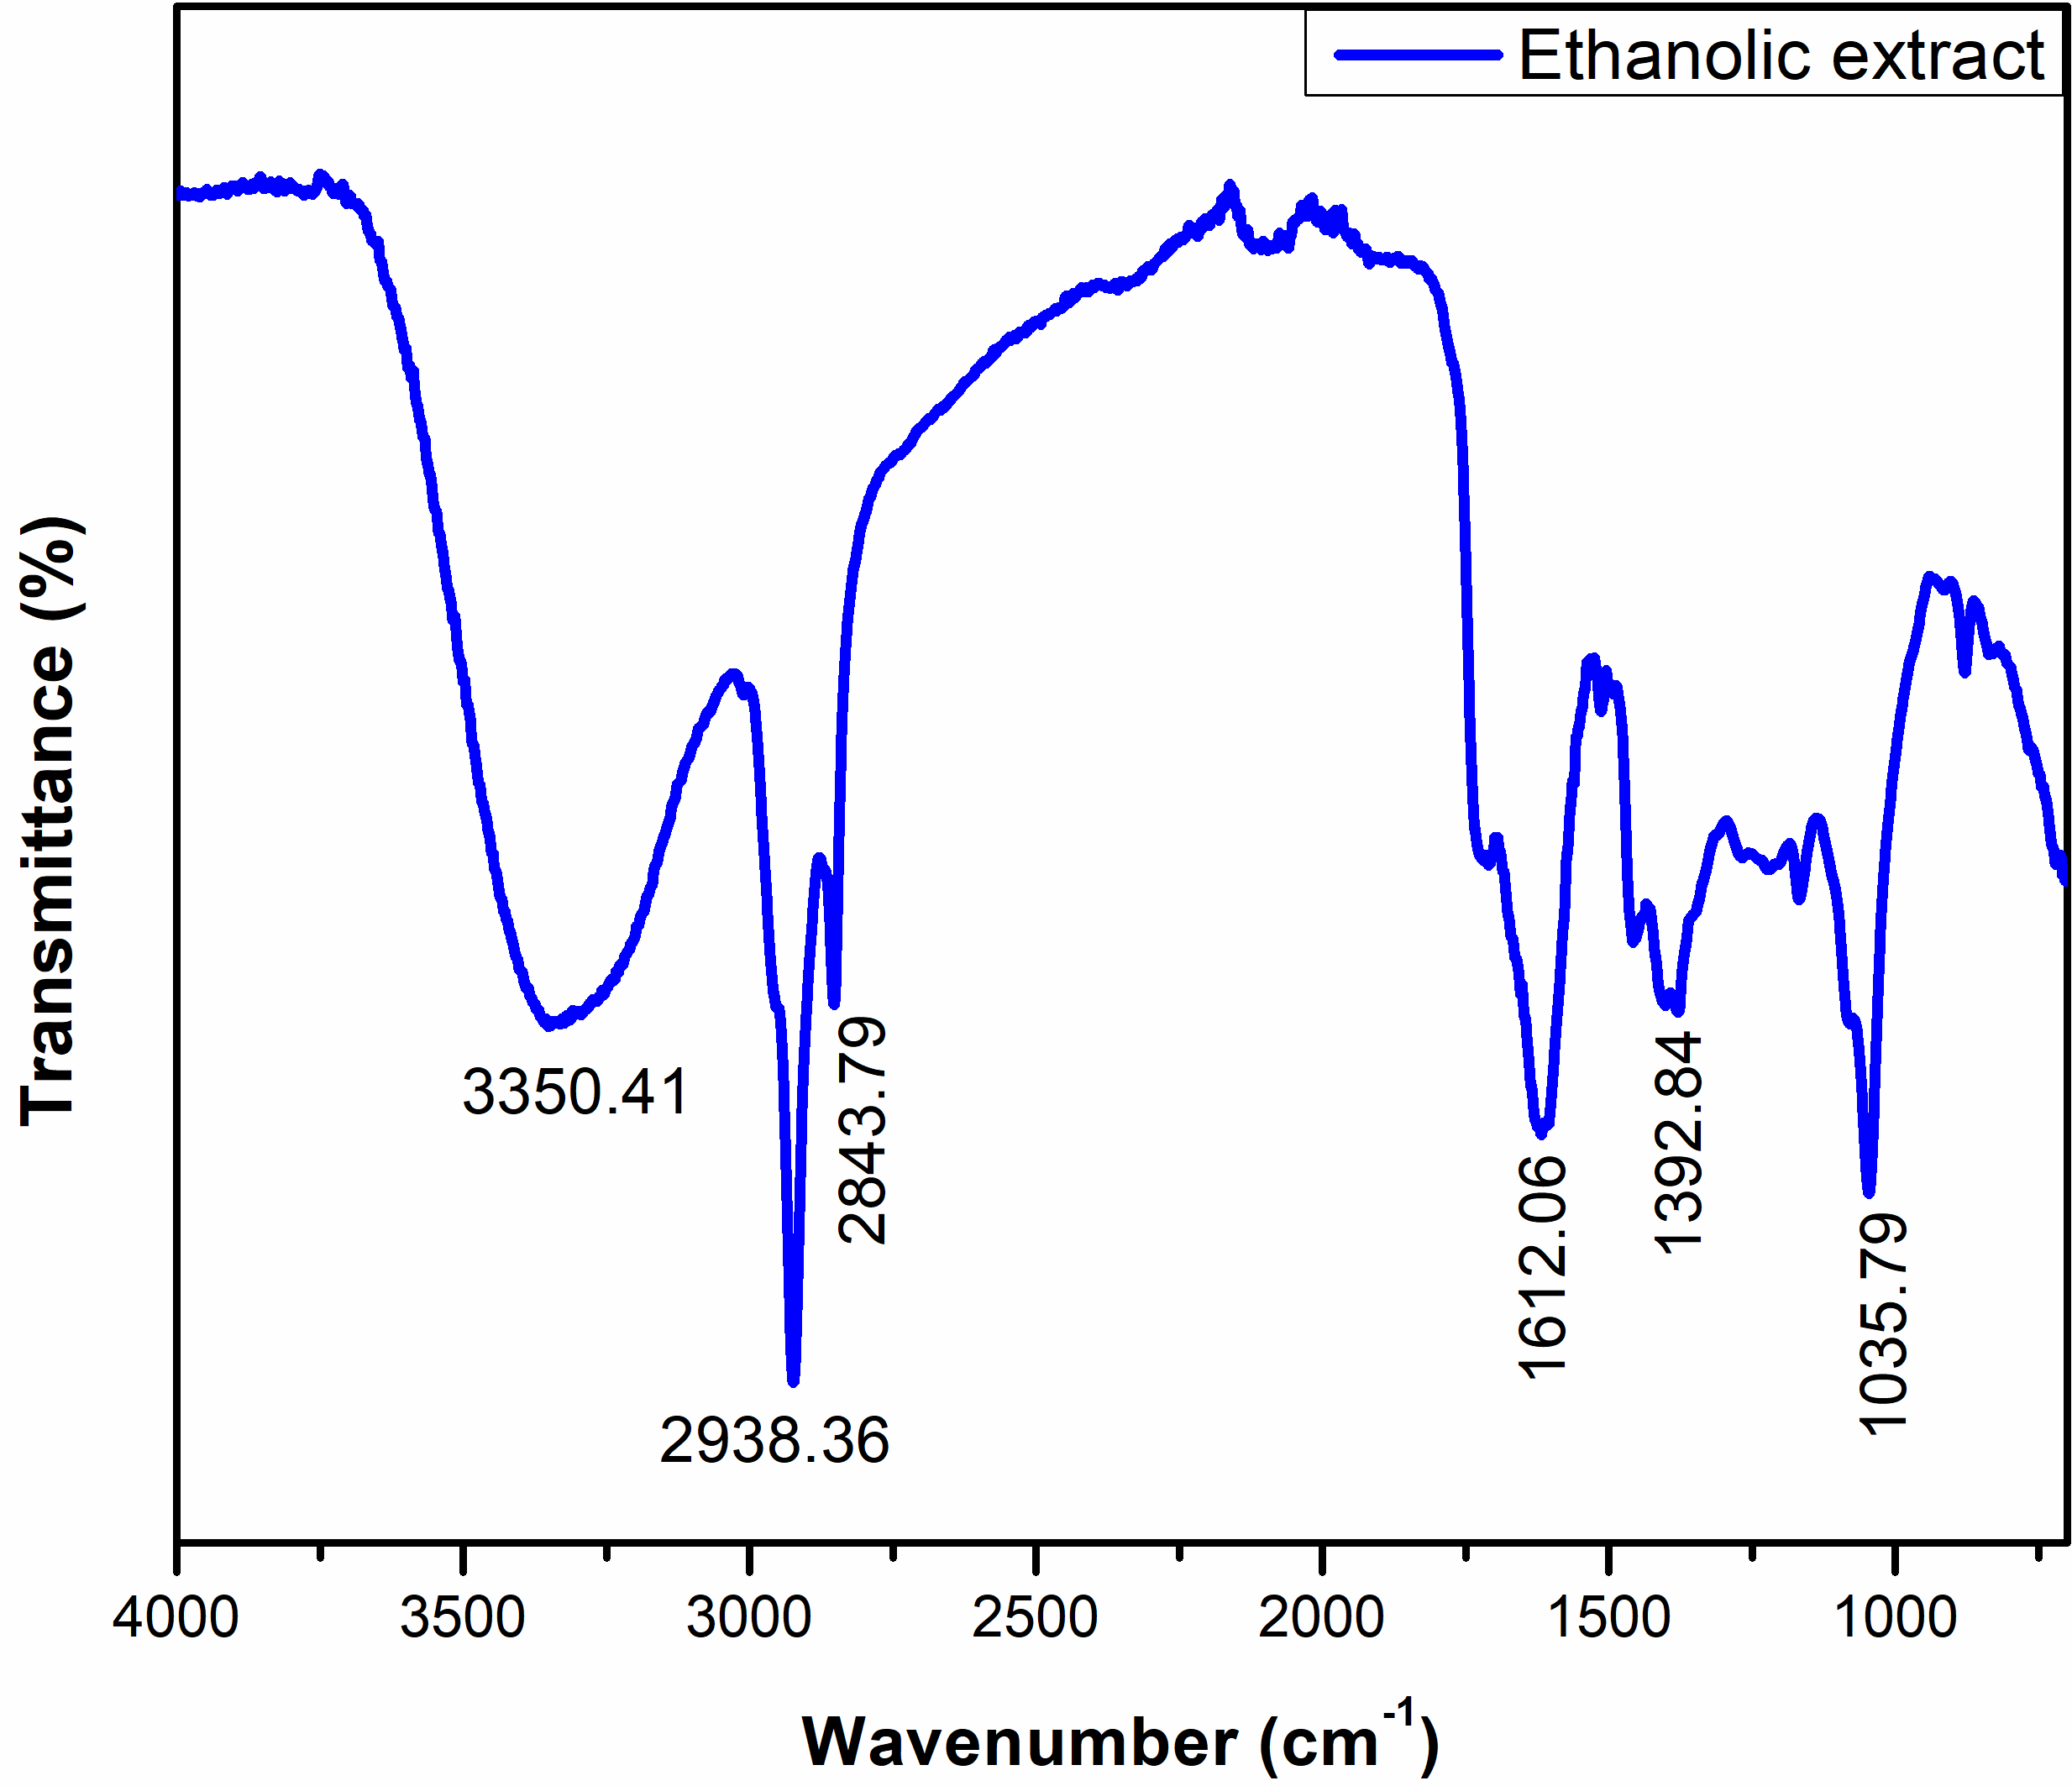 Ethanolic extract
Transmittance (%)
3350.41
2938.36
2843.79
1612.06
1392.84
1035.79
4000 3500 3000 2500 2000 1500 1000
Wavenumber (cm⁻¹)